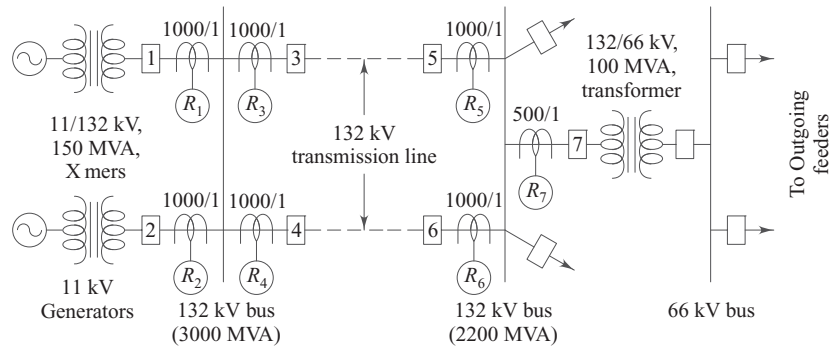 1000/1
1000/1
1000/1
132/66 kV,
100 MVA,
transformer
1
3
5
R1
R3
R5
500/1
11/132 kV,
150 MVA,
X mers
132 kV
transmission line
7
R7
To Outgoing
feeders
1000/1
1000/1
1000/1
2
4
6
R2
R4
R6
11 kV
Generators
132 kV bus
(3000 MVA)
132 kV bus
(2200 MVA)
66 kV bus